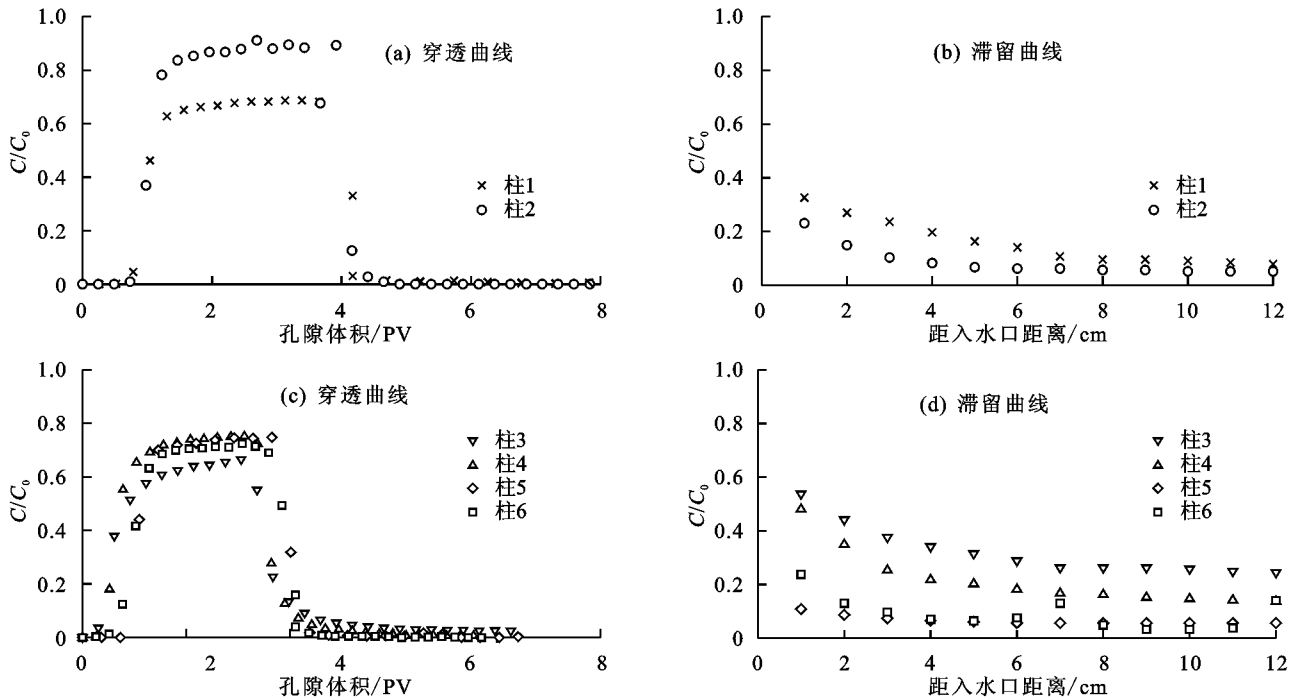 1.0
0.8
0.6
0.4
0.2
0
C/C₀
(a) 穿透曲线
× 柱1
○ 柱2
0 2 4 6 8
孔隙体积/PV
1.0
0.8
0.6
0.4
0.2
0
C/C₀
(b) 滞留曲线
× 柱1
○ 柱2
0 2 4 6 8 10 12
距入水口距离/cm
1.0
0.8
0.6
0.4
0.2
0
C/C₀
(c) 穿透曲线
▽ 柱3
△ 柱4
◇ 柱5
□ 柱6
0 2 4 6 8
孔隙体积/PV
1.0
0.8
0.6
0.4
0.2
0
C/C₀
(d) 滞留曲线
▽ 柱3
△ 柱4
◇ 柱5
□ 柱6
0 2 4 6 8 10 12
距入水口距离/cm